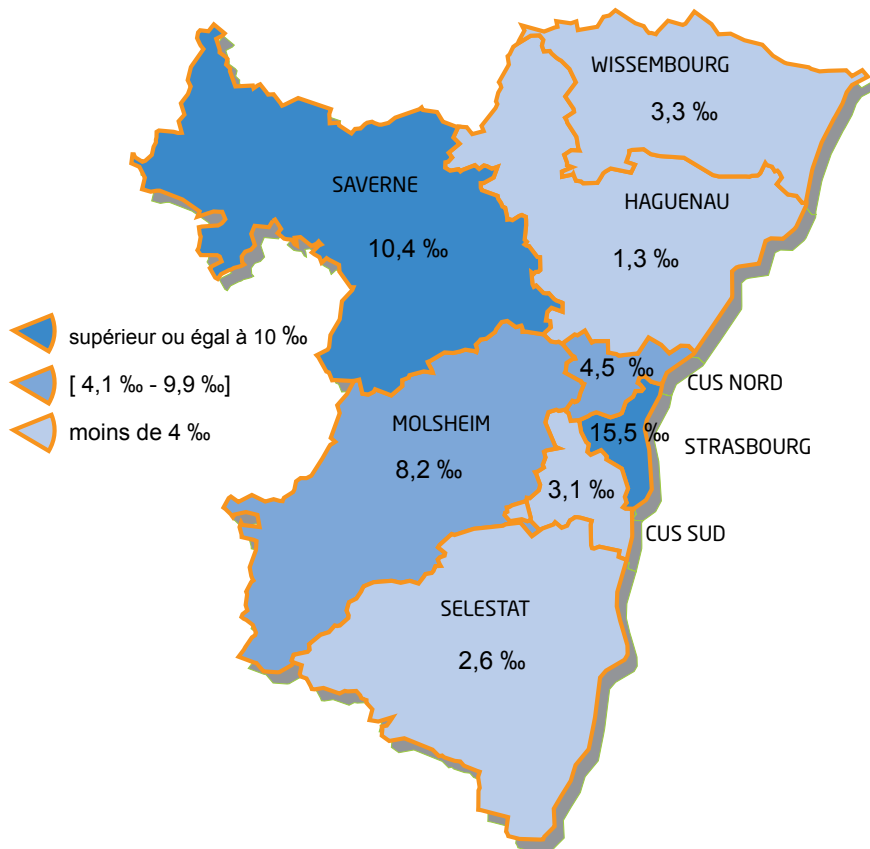 WISSEMBOURG
3,3 ‰
SAVERNE
10,4 ‰
HAGUENAU
1,3 ‰
supérieur ou égal à 10 ‰
[ 4,1 ‰ - 9,9 ‰]
moins de 4 ‰
4,5 ‰
CUS NORD
MOLSHEIM
8,2 ‰
15,5 ‰
STRASBOURG
3,1 ‰
CUS SUD
SELESTAT
2,6 ‰